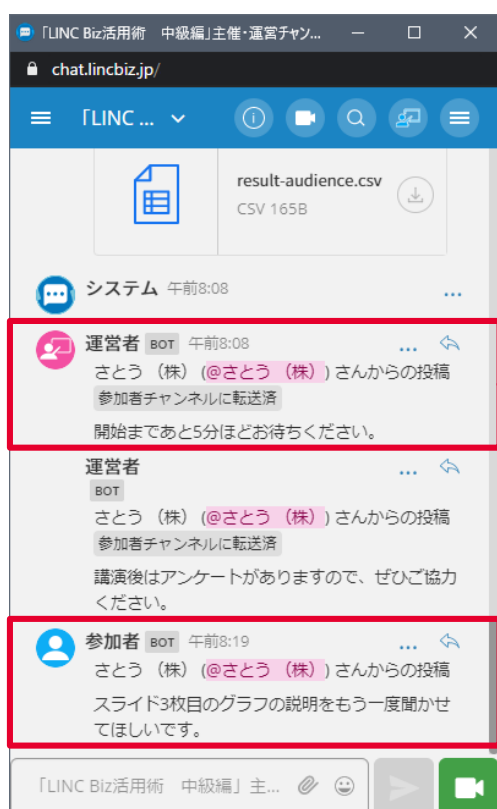 「LINC Biz活用術　中級編」主催・運営チャン...
chat.lincbiz.jp/
「LINC ...
result-audience.csv
CSV 165B
システム 午前8:08
運営者 BOT 午前8:08
さとう（株）(@さとう（株）) さんからの投稿
参加者チャンネルに転送済
開始まであと5分ほどお待ちください。
運営者
BOT
さとう（株）(@さとう（株）) さんからの投稿
参加者チャンネルに転送済
講演後はアンケートがありますので、ぜひご協力
ください。
参加者 BOT 午前8:19
さとう（株）(@さとう（株）) さんからの投稿
スライド3枚目のグラフの説明をもう一度聞かせ
てほしいです。
「LINC Biz活用術　中級編」主...